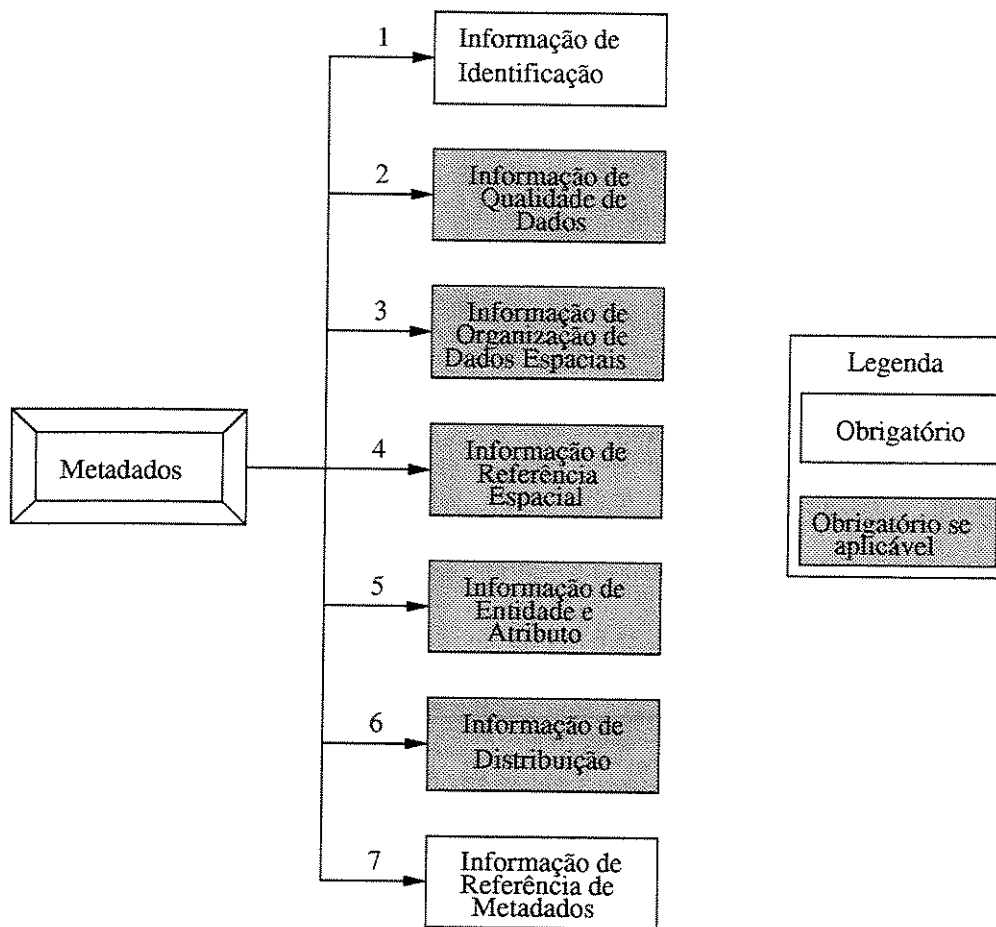 1
Informação de
Identificação
2
Informação de
Qualidade de
Dados
3
Informação de
Organização de
Dados Espaciais
Metadados
4
Informação de
Referência
Espacial
5
Informação de
Entidade e
Atributo
6
Informação de
Distribuição
7
Informação de
Referência de
Metadados
Legenda
Obrigatório
Obrigatório se
aplicável